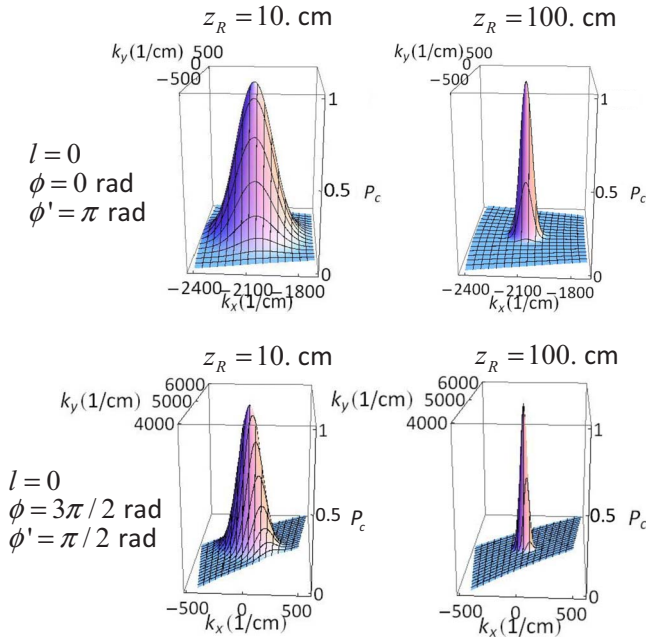 z_R = 10. cm
z_R = 100. cm
k_y(1/cm) 500
0
−500
k_y(1/cm) 500
0
−500
1
1
l = 0
ϕ = 0 rad
ϕ' = π rad
0.5 P_c
0.5 P_c
0
0
−2400 −2100 −1800
k_x(1/cm)
−2400 −2100 −1800
k_x(1/cm)
z_R = 10. cm
z_R = 100. cm
6000
k_y(1/cm) 5000
4000
6000
k_y(1/cm) 5000
4000
1
1
l = 0
ϕ = 3π/2 rad
ϕ' = π/2 rad
0.5 P_c
0.5 P_c
0
0
−500 0 500
k_x(1/cm)
−500 0 500
k_x(1/cm)